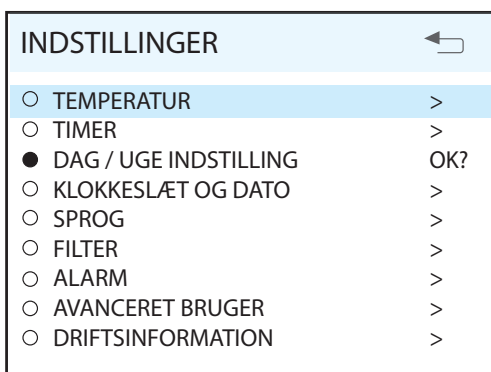 INDSTILLINGER
TEMPERATUR >
TIMER >
DAG / UGE INDSTILLING OK?
KLOKKESLÆT OG DATO >
SPROG >
FILTER >
ALARM >
AVANCERET BRUGER >
DRIFTSINFORMATION >